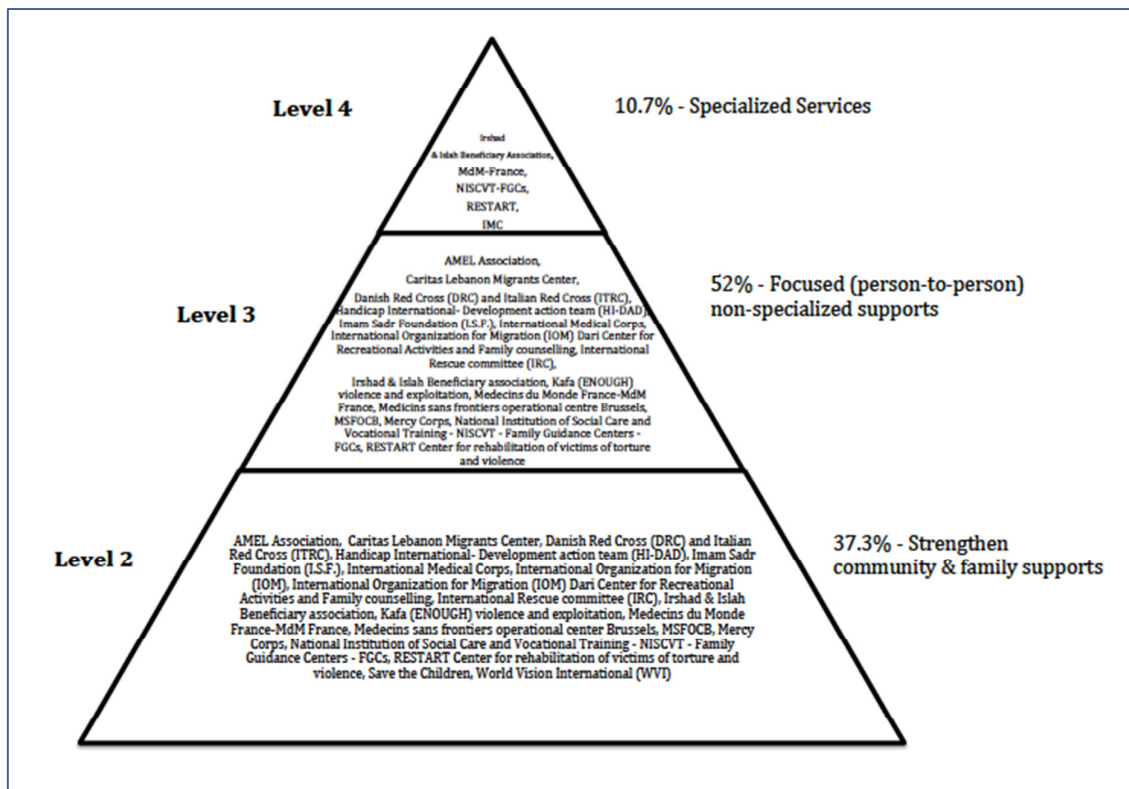 Level 4
10.7% - Specialized Services
Irshad
& Islah Beneficiary Association,
MdM-France,
NISCVT-FGCs,
RESTART,
IMC
Level 3
52% - Focused (person-to-person)
non-specialized supports
AMEL Association,
Caritas Lebanon Migrants Center,
Danish Red Cross (DRC) and Italian Red Cross (ITRC),
Handicap International- Development action team (HI-DAD),
Imam Sadr Foundation (I.S.F.), International Medical Corps,
International Organization for Migration (IOM) Dari Center for
Recreational Activities and Family counselling, International
Rescue committee (IRC),
Irshad & Islah Beneficiary association, Kafa (ENOUGH)
violence and exploitation, Medecins du Monde France-MdM
France, Medicins sans frontiers operational centre Brussels,
MSFOCB, Mercy Corps, National Institution of Social Care and
Vocational Training - NISCVT - Family Guidance Centers -
FGCs, RESTART Center for rehabilitation of victims of torture
and violence
Level 2
37.3% - Strengthen
community & family supports
AMEL Association, Caritas Lebanon Migrants Center, Danish Red Cross (DRC) and Italian
Red Cross (ITRC), Handicap International- Development action team (HI-DAD), Imam Sadr
Foundation (I.S.F.), International Medical Corps, International Organization for Migration
(IOM), International Organization for Migration (IOM) Dari Center for Recreational
Activities and Family counselling, International Rescue committee (IRC), Irshad & Islah
Beneficiary association, Kafa (ENOUGH) violence and exploitation, Medecins du Monde
France-MdM France, Medecins sans frontiers operational center Brussels, MSFOCB, Mercy
Corps, National Institution of Social Care and Vocational Training - NISCVT - Family
Guidance Centers - FGCs, RESTART Center for rehabilitation of victims of torture and
violence, Save the Children, World Vision International (WVI)